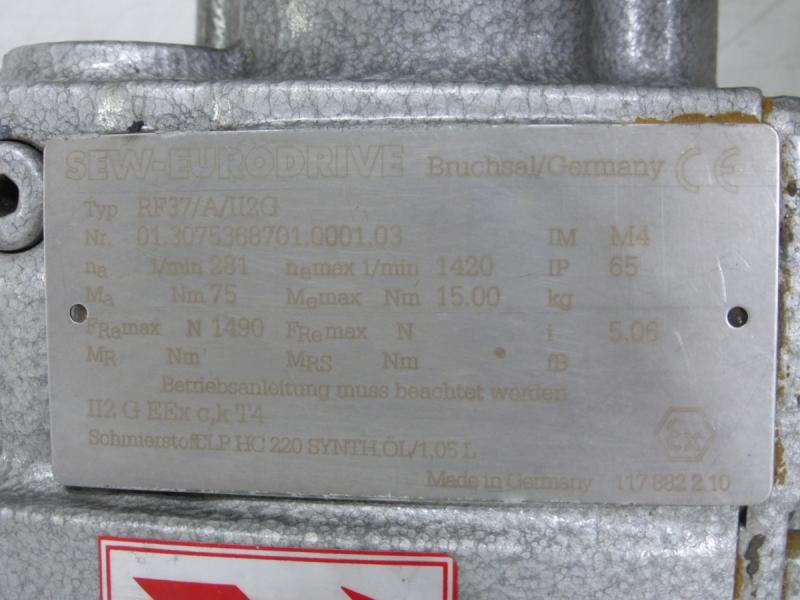 SEW-EURODRIVE Bruchsal/Germany CE
Typ RF37/A/II2G
Nr. 01.3075368701.0001.03 IM M4
na 1/min 281 nemax 1/min 1420 IP 65
Ma Nm 75 Memax Nm 15.00 kg
FRamax N 1490 FRemax N i 5.06
MR Nm MRS Nm fB
Betriebsanleitung muss beachtet werden
II2 G EEx c,k T4
Schmierstoff CLP HC 220 SYNTH.ÖL/1,05 L
Ex
Made in Germany 117 882 2.10